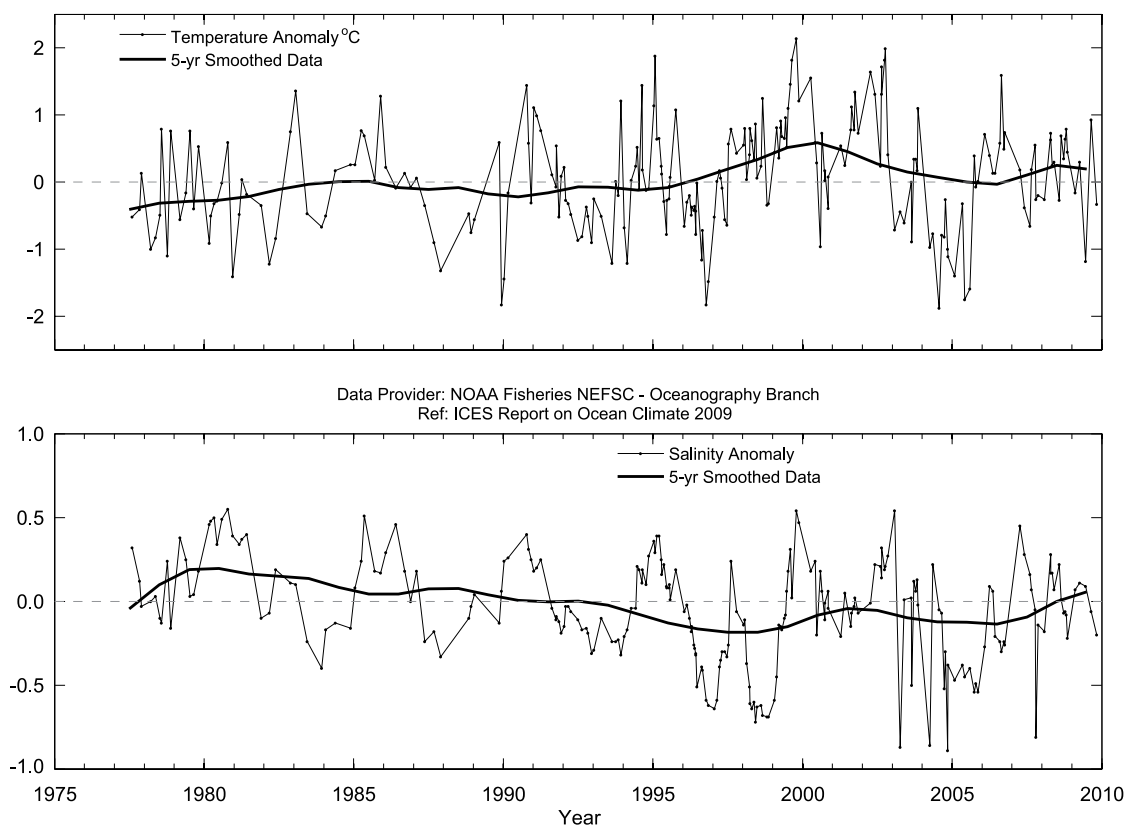 Temperature Anomaly °C
5-yr Smoothed Data
2
1
0
-1
-2
Data Provider: NOAA Fisheries NEFSC - Oceanography Branch
Ref: ICES Report on Ocean Climate 2009
Salinity Anomaly
5-yr Smoothed Data
1.0
0.5
0.0
-0.5
-1.0
1975 1980 1985 1990 1995 2000 2005 2010
Year